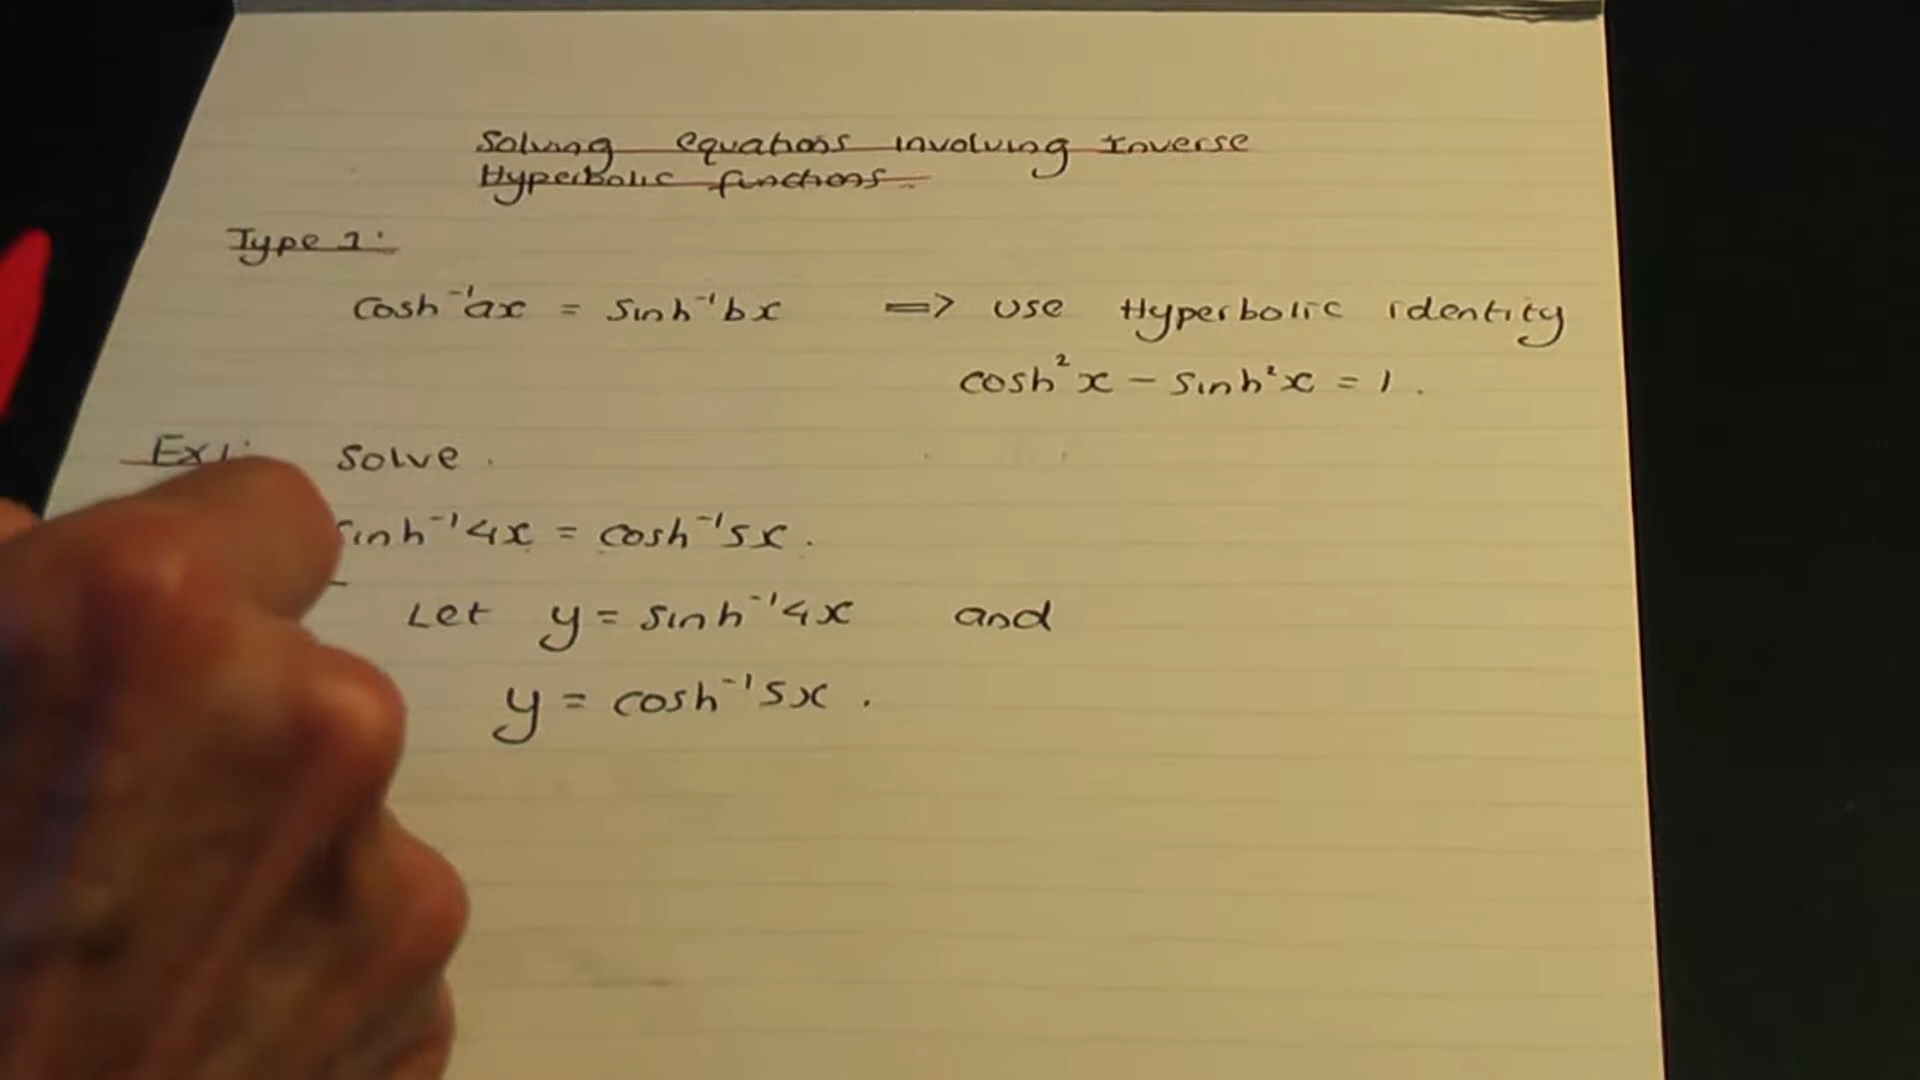 Solving equations involving Inverse
Hyperbolic functions.
Type 1:
cosh⁻¹ax = sinh⁻¹bx ⟹ use Hyperbolic identity
cosh²x - sinh²x = 1.
Ex1: Solve.
sinh⁻¹4x = cosh⁻¹5x.
Let y = sinh⁻¹4x and
y = cosh⁻¹5x.